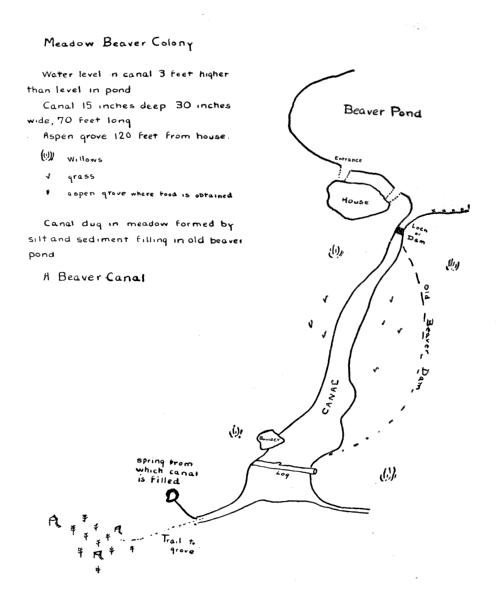 Meadow Beaver Colony
Water level in canal 3 feet higher
than level in pond
Canal 15 inches deep 30 inches
wide, 70 feet long
Aspen grove 120 feet from house.
Willows
grass
aspen grove where food is obtained
Canal dug in meadow formed by
silt and sediment filling in old beaver
pond
A Beaver Canal
Beaver Pond
Entrance
House
Lock or
Dam
Old Beaver Dam
CANAL
Boulder
Log
spring from
which canal
is filled
Trail to
grove